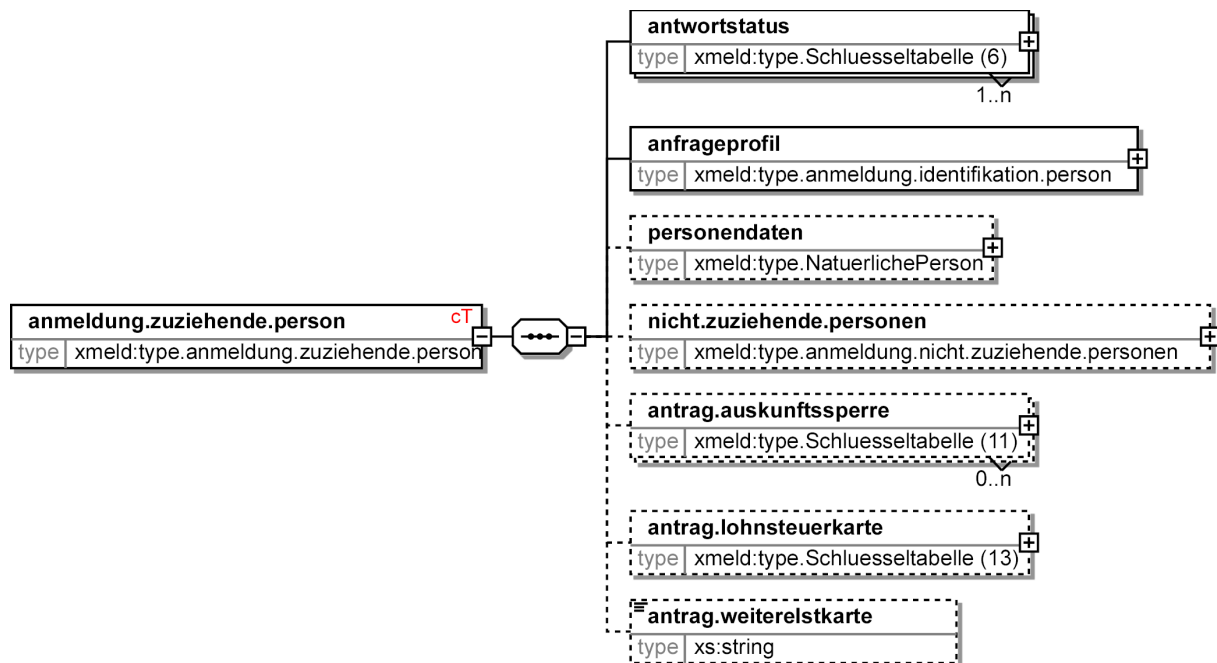 antwortstatus
type xmeld:type.Schluesseltabelle (6)
1..n
anfrageprofil
type xmeld:type.anmeldung.identifikation.person
personendaten
type xmeld:type.NatuerlichePerson
anmeldung.zuziehende.person cT
type xmeld:type.anmeldung.zuziehende.person
nicht.zuziehende.personen
type xmeld:type.anmeldung.nicht.zuziehende.personen
antrag.auskunftssperre
type xmeld:type.Schluesseltabelle (11)
0..n
antrag.lohnsteuerkarte
type xmeld:type.Schluesseltabelle (13)
antrag.weiterelstkarte
type xs:string